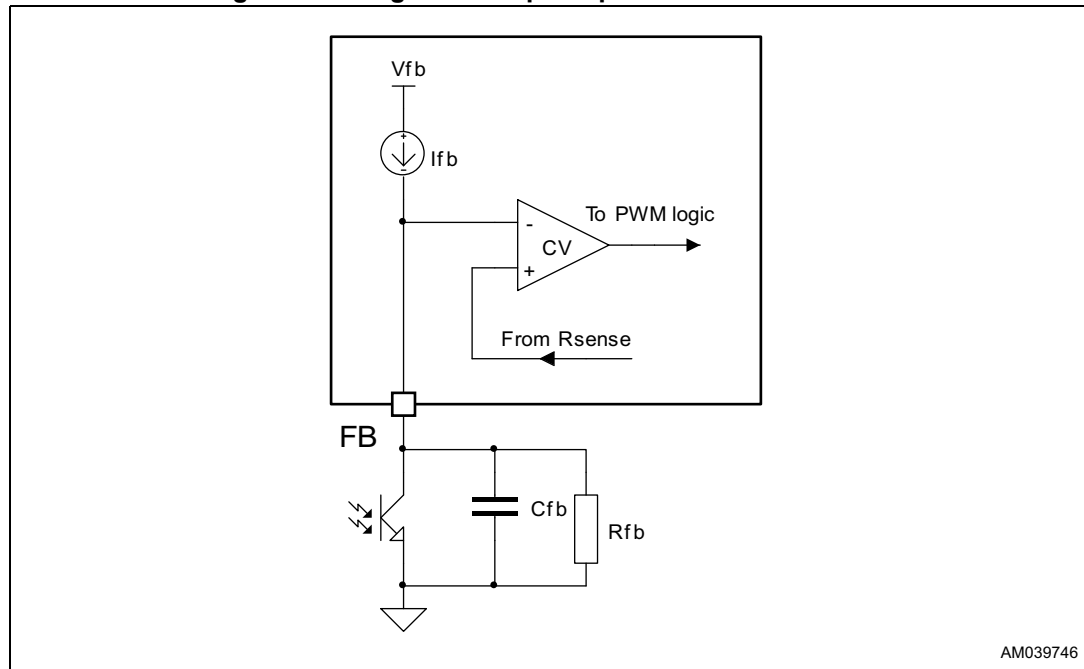 Vfb
Ifb
To PWM logic
-
CV
+
From Rsense
FB
Cfb
Rfb
AM039746